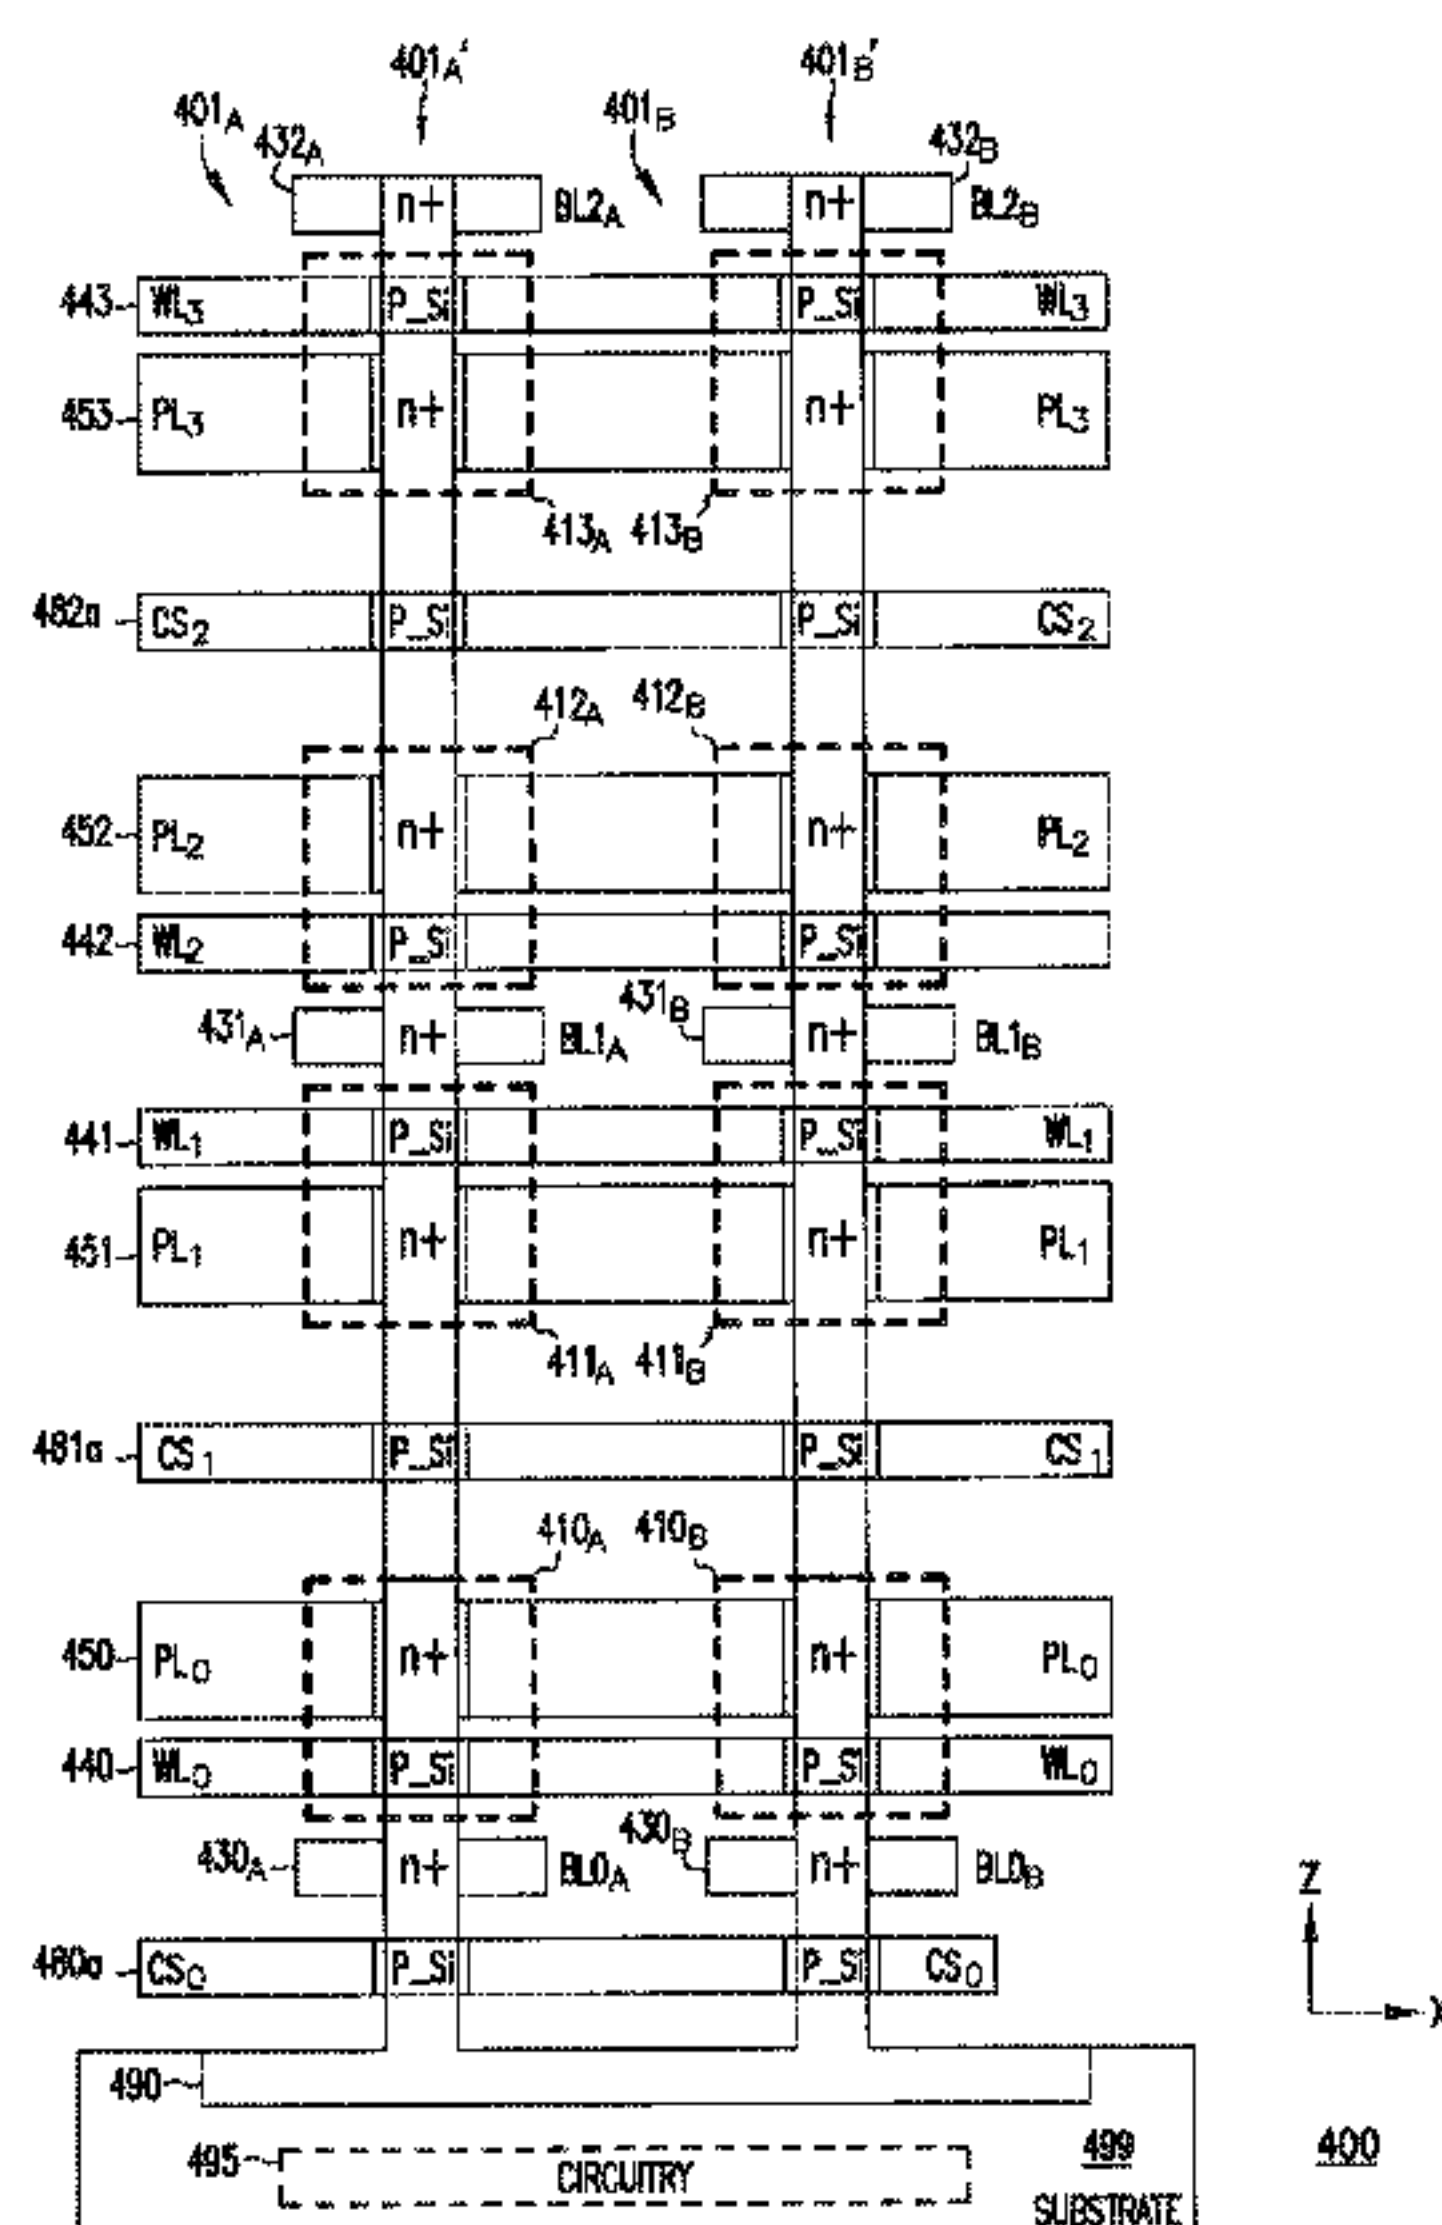 401A' 401B'
401A 432A 401B 432B
n+ BL2A n+ BL2B
443 WL3 P_Si P_Si WL3
453 PL3 n+ n+ PL3
413A 413B
482a CS2 P_Si P_Si CS2
412A 412B
452 PL2 n+ n+ PL2
442 WL2 P_Si P_Si
431A n+ BL1A 431B n+ BL1B
441 WL1 P_Si P_Si WL1
451 PL1 n+ n+ PL1
411A 411B
481a CS1 P_Si P_Si CS1
410A 410B
450 PL0 n+ n+ PL0
440 WL0 P_Si P_Si WL0
430A n+ BL0A 430B n+ BL0B
480a CS0 P_Si P_Si CS0
Z
X
490
495 CIRCUITRY 499 400
SUBSTRATE